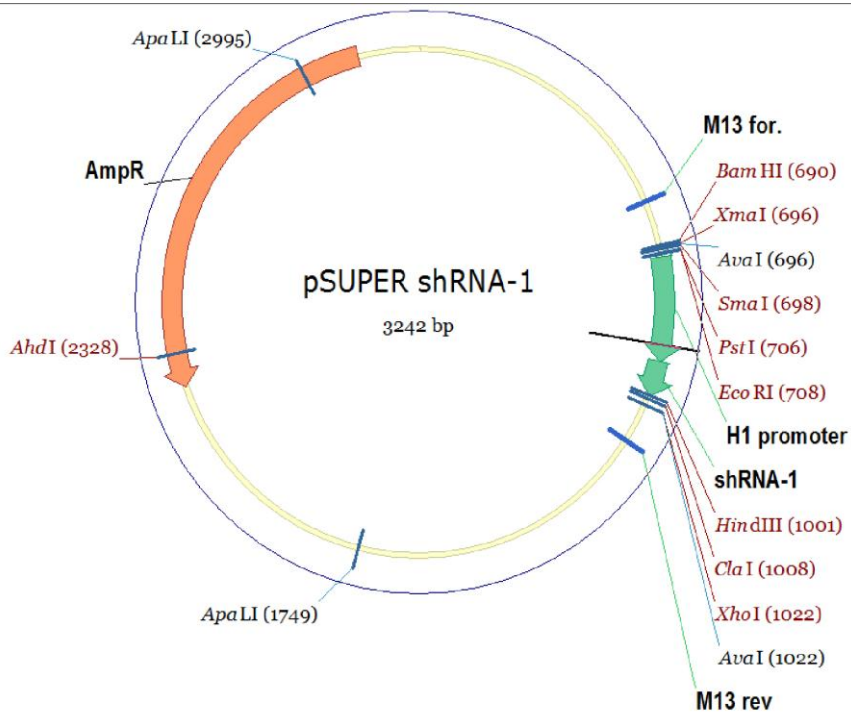 ApaLI (2995)
M13 for.
BamHI (690)
AmpR
XmaI (696)
AvaI (696)
pSUPER shRNA-1
SmaI (698)
3242 bp
AhdI (2328)
PstI (706)
EcoRI (708)
H1 promoter
shRNA-1
HindIII (1001)
ClaI (1008)
ApaLI (1749)
XhoI (1022)
AvaI (1022)
M13 rev